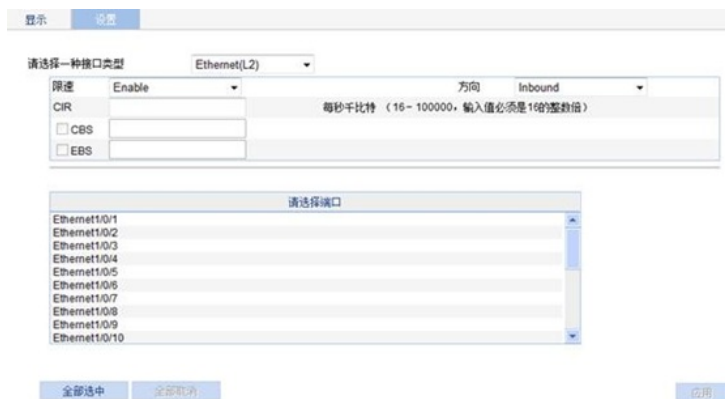 显示 设置
请选择一种接口类型 Ethernet(L2)
限速 Enable 方向 Inbound
CIR 每秒千比特 （16- 100000，输入值必须是16的整数倍）
CBS
EBS
请选择端口
Ethernet1/0/1
Ethernet1/0/2
Ethernet1/0/3
Ethernet1/0/4
Ethernet1/0/5
Ethernet1/0/6
Ethernet1/0/7
Ethernet1/0/8
Ethernet1/0/9
Ethernet1/0/10
全部选中 全部取消 应用